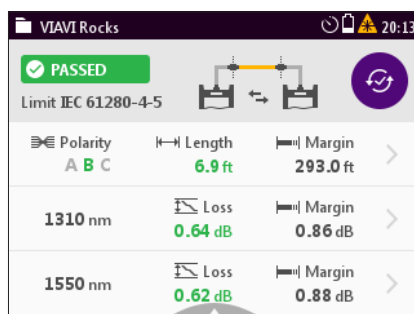 VIAVI Rocks 20:13
PASSED
Limit IEC 61280-4-5
Polarity Length Margin
A B C 6.9 ft 293.0 ft
1310 nm
Loss Margin
0.64 dB 0.86 dB
1550 nm
Loss Margin
0.62 dB 0.88 dB